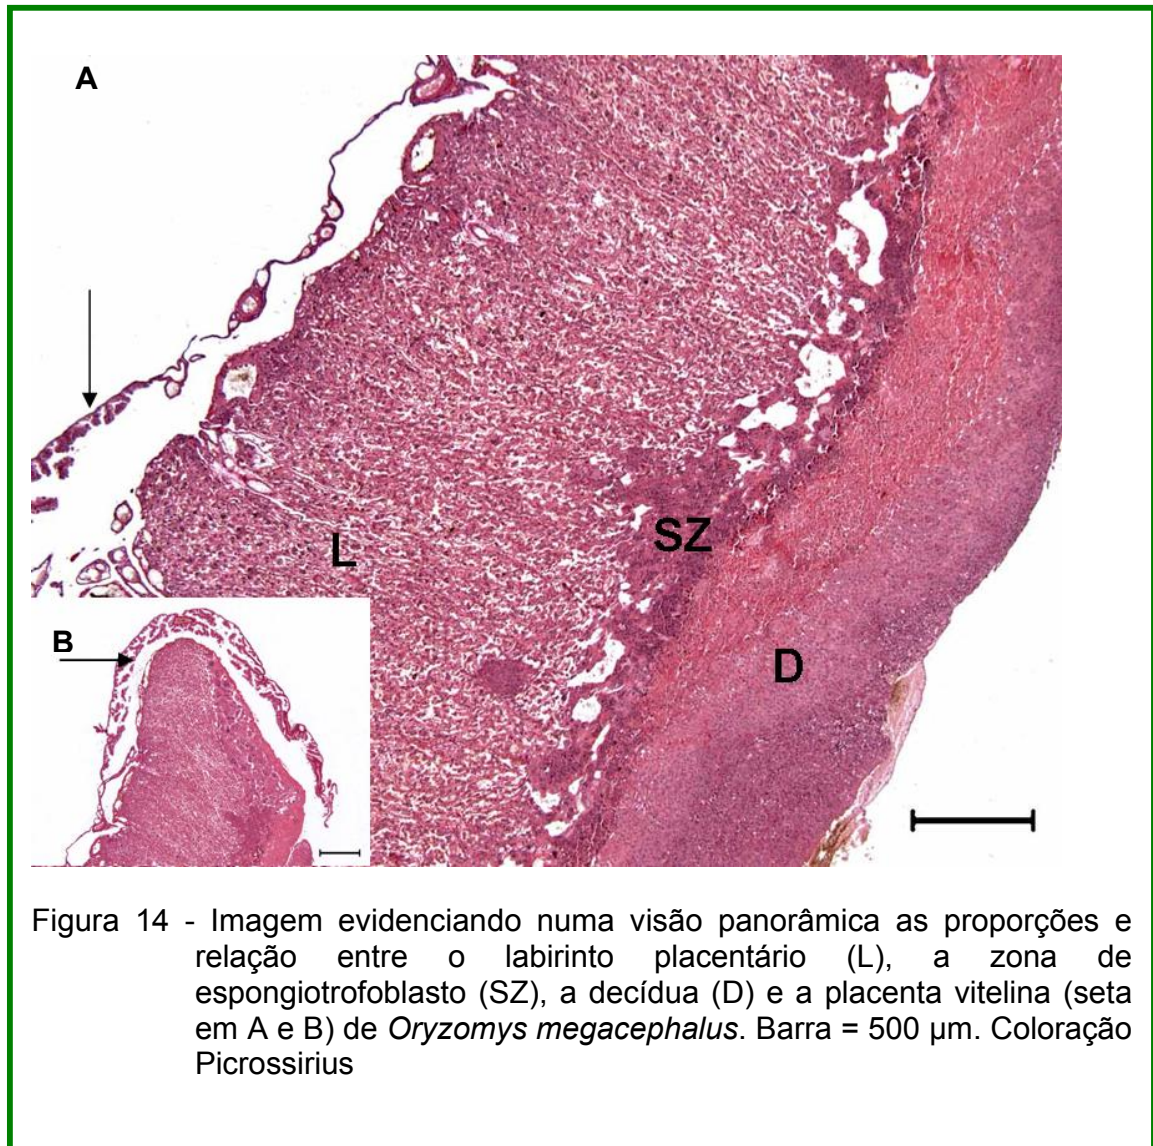 A
L
SZ
D
B
Figura 14 - Imagem evidenciando numa visão panorâmica as proporções e
relação entre o labirinto placentário (L), a zona de
espongiotrofoblasto (SZ), a decídua (D) e a placenta vitelina (seta
em A e B) de Oryzomys megacephalus. Barra = 500 μm. Coloração
Picrossirius